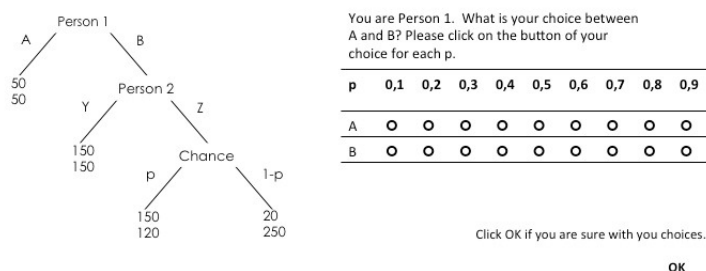 Person 1
A
B
50
50
Person 2
Y
Z
150
150
Chance
p
1-p
150
120
20
250
You are Person 1. What is your choice between
A and B? Please click on the button of your
choice for each p.
p 0,1 0,2 0,3 0,4 0,5 0,6 0,7 0,8 0,9
A
B
Click OK if you are sure with you choices.
OK